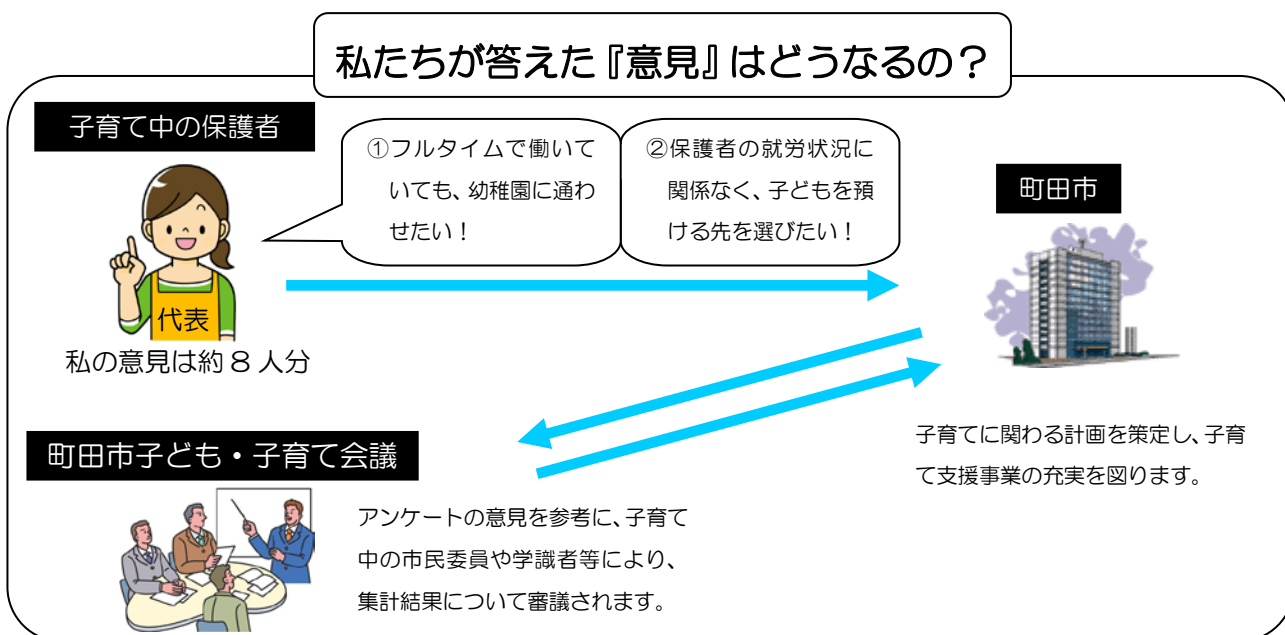 私たちが答えた『意見』はどうなるの？
子育て中の保護者
①フルタイムで働いて
いても、幼稚園に通わ
せたい！
②保護者の就労状況に
関係なく、子どもを預
ける先を選びたい！
町田市
代表
私の意見は約８人分
子育てに関わる計画を策定し、子育
て支援事業の充実を図ります。
町田市子ども・子育て会議
アンケートの意見を参考に、子育て
中の市民委員や学識者等により、
集計結果について審議されます。